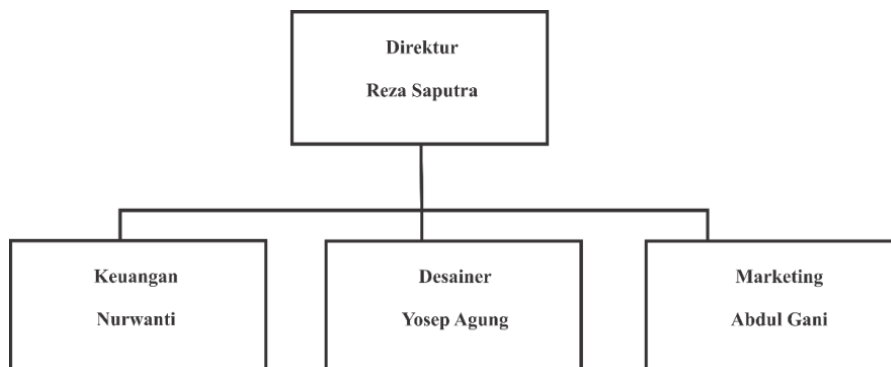 Direktur
Reza Saputra
Keuangan
Nurwanti
Desainer
Yosep Agung
Marketing
Abdul Gani